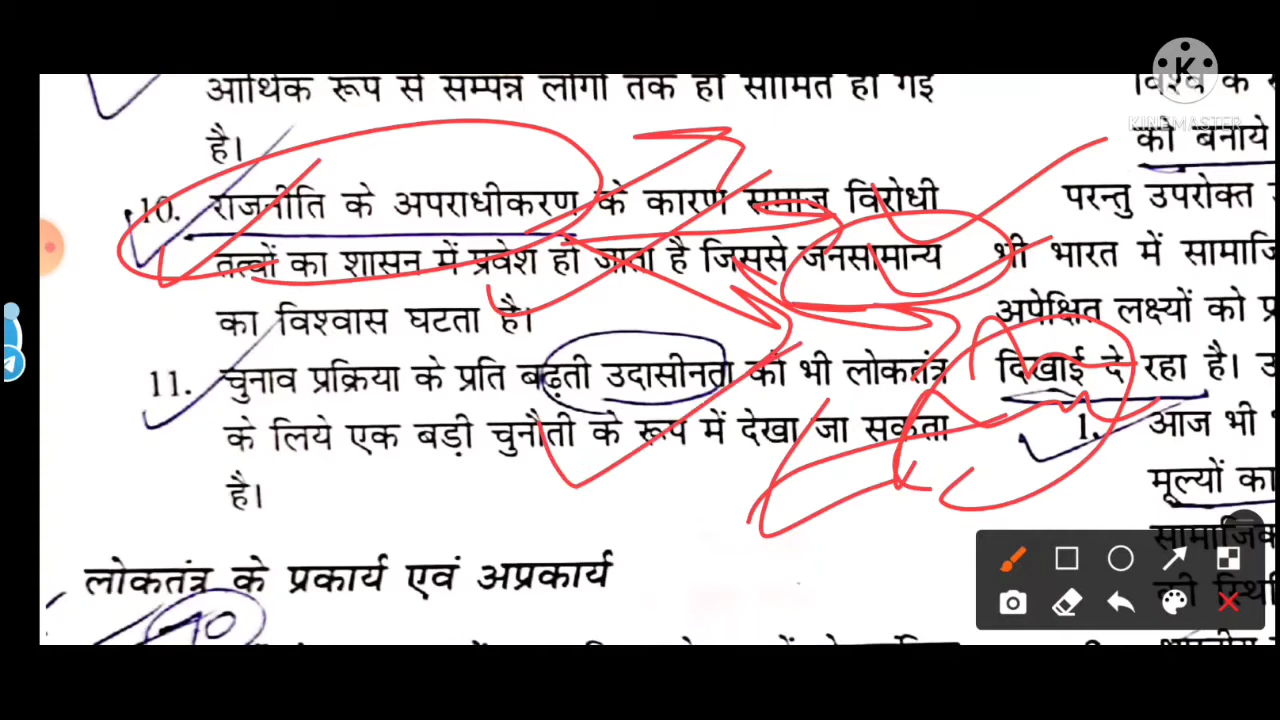 आर्थिक रूप से सम्पन्न लोगों तक ही सीमित हो गई
है।
10. राजनीति के अपराधीकरण के कारण समाज विरोधी
तत्वों का शासन में प्रवेश हो जाता है जिससे जनसामान्य
का विश्वास घटता है।
11. चुनाव प्रक्रिया के प्रति बढ़ती उदासीनता को भी लोकतंत्र
के लिये एक बड़ी चुनौती के रूप में देखा जा सकता
है।
लोकतंत्र के प्रकार्य एवं अप्रकार्य
10
विश्व के
को बनाये
परन्तु उपरोक्त
भी भारत में
अपेक्षित लक्ष्यों को
दिखाई दे रहा है।
1. आज भी
मूल्यों का
K
KINEMASTER